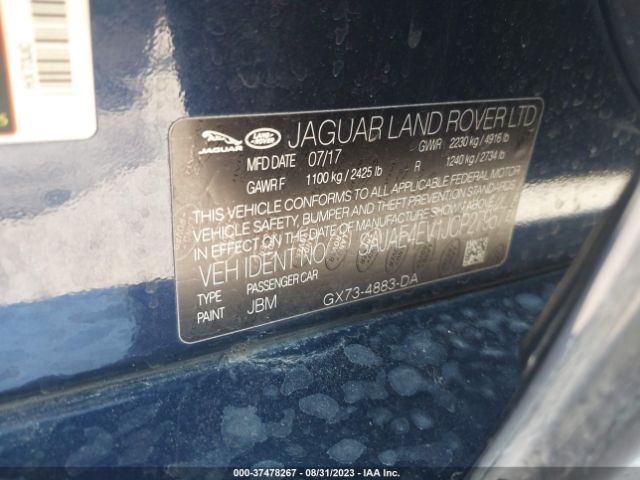 JAGUAR
LAND ROVER
JAGUAR LAND ROVER LTD
MFD DATE 07/17 GVWR 2230 kg / 4916 lb
GAWR F 1100 kg / 2425 lb R 1240 kg / 2734 lb
THIS VEHICLE CONFORMS TO ALL APPLICABLE FEDERAL MOTOR
VEHICLE SAFETY, BUMPER AND THEFT PREVENTION STANDARDS
IN EFFECT ON THE DATE OF MANUFACTURE SHOWN ABOVE.
VEH IDENT NO
TYPE PASSENGER CAR
PAINT JBM GX73-4883-DA
00-37478267 - 08/31/2023 - IAA Inc.